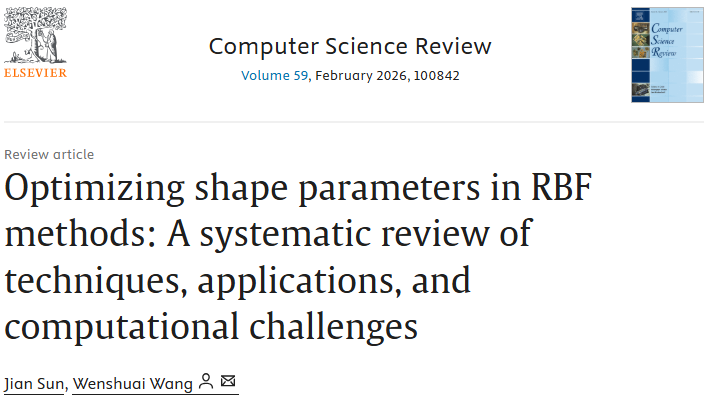 ELSEVIER
Computer Science Review
Volume 59, February 2026, 100842
Computer
Science
Review
Review article
Optimizing shape parameters in RBF
methods: A systematic review of
techniques, applications, and
computational challenges
Jian Sun, Wenshuai Wang